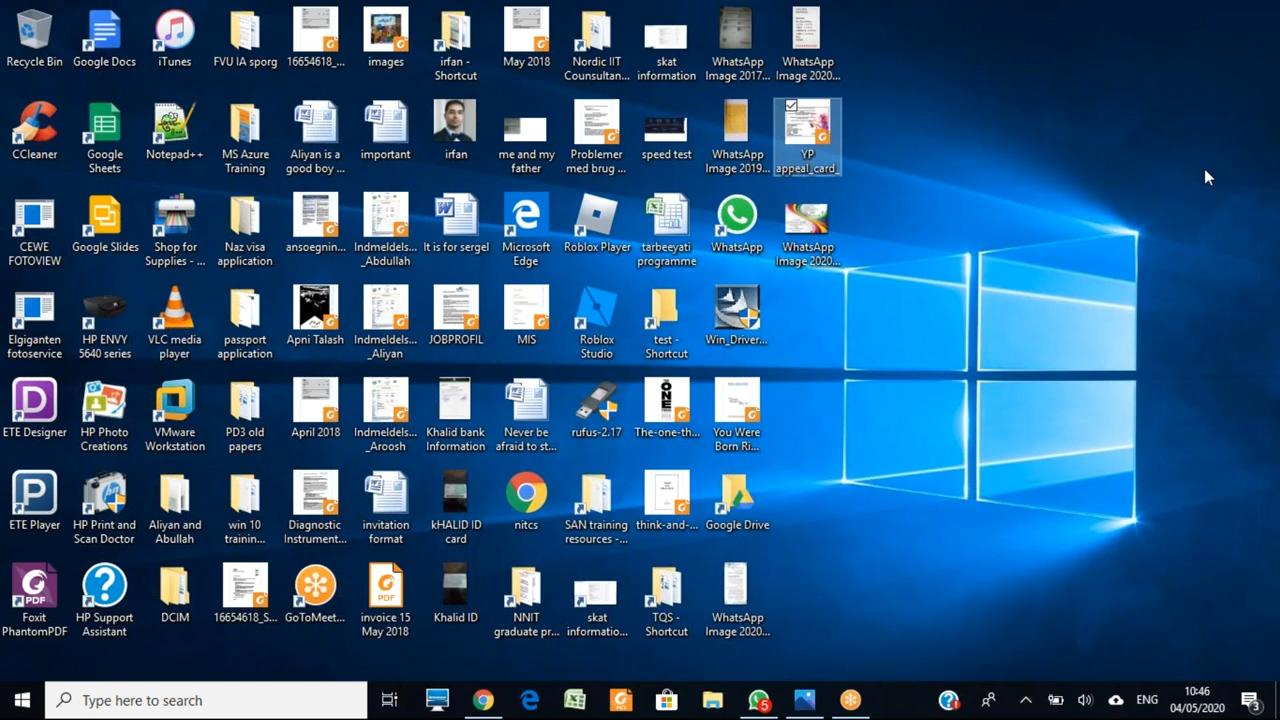 Recycle Bin
Google Docs
iTunes
FVU IA sporg
16654618_...
images
irfan -
Shortcut
May 2018
Nordic IIT
Counsultan...
skat
information
WhatsApp
Image 2017...
WhatsApp
Image 2020...
CCleaner
Google
Sheets
Notepad++
MS Azure
Training
Aliyan is a
good boy ...
important
irfan
me and my
father
Problemer
med brug ...
speed test
WhatsApp
Image 2019...
YP
appeal_card_
CEWE
FOTOVIEW
Google Slides
Shop for
Supplies - ...
Naz visa
application
ansoegnin...
Indmeldels...
_Abdullah
It is for sergel
Microsoft
Edge
Roblox Player
tarbeeyati
programme
WhatsApp
WhatsApp
Image 2020...
Elgiganten
fotoservice
HP ENVY
5640 series
VLC media
player
passport
application
Apni Talash
Indmeldels...
_Aliyan
JOBPROFIL
MIS
Roblox
Studio
test -
Shortcut
Win_Driver...
ETE Designer
HP Photo
Creations
VMware
Workstation
PD3 old
papers
April 2018
Indmeldels...
_Aroosh
Khalid bank
Information
Never be
afraid to st...
rufus-2.17
The-one-th...
You Were
Born Ri...
ETE Player
HP Print and
Scan Doctor
Aliyan and
Abullah
win 10
trainin...
Diagnostic
Instrument...
invitation
format
kHALID ID
card
nitcs
SAN training
resources -...
think-and-...
Google Drive
PDF
Foxit
PhantomPDF
HP Support
Assistant
DCIM
16654618_S...
GoToMeet...
PDF
invoice 15
May 2018
Khalid ID
NNIT
graduate pr...
skat
informatio...
TQS -
Shortcut
WhatsApp
Image 2020...
Type here to search
5
ENG
10:46
04/05/2020
3